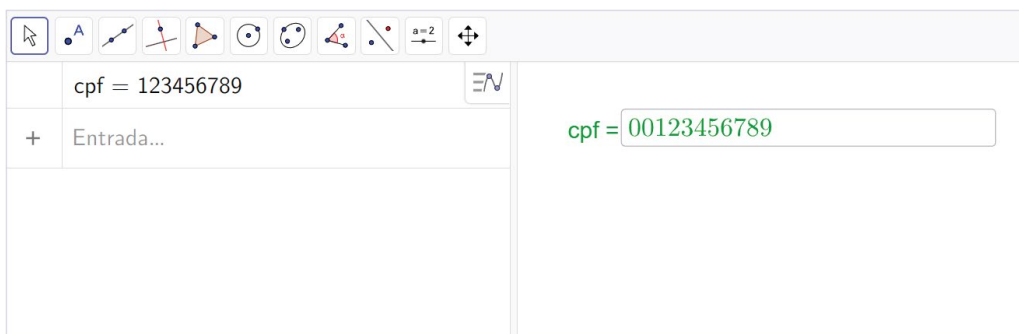 A
α
a=2
cpf = 123456789
+ Entrada...
cpf = 00123456789